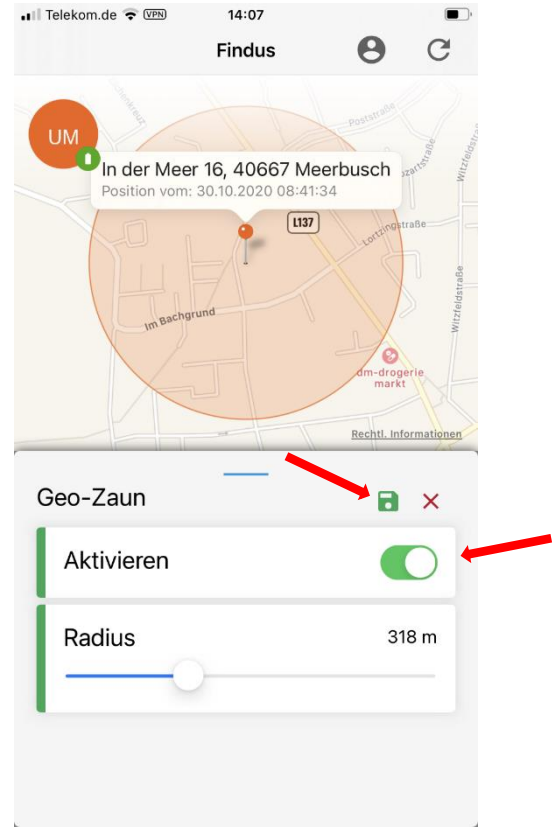 Telekom.de VPN 14:07
Findus
UM
In der Meer 16, 40667 Meerbusch
Position vom: 30.10.2020 08:41:34
Poststraße
Witzfeldstraße
L137
Lortzingstraße
Im Bachgrund
Witzfeldstraße
dm-drogerie
markt
Rechtl. Informationen
Geo-Zaun
Aktivieren
Radius 318 m